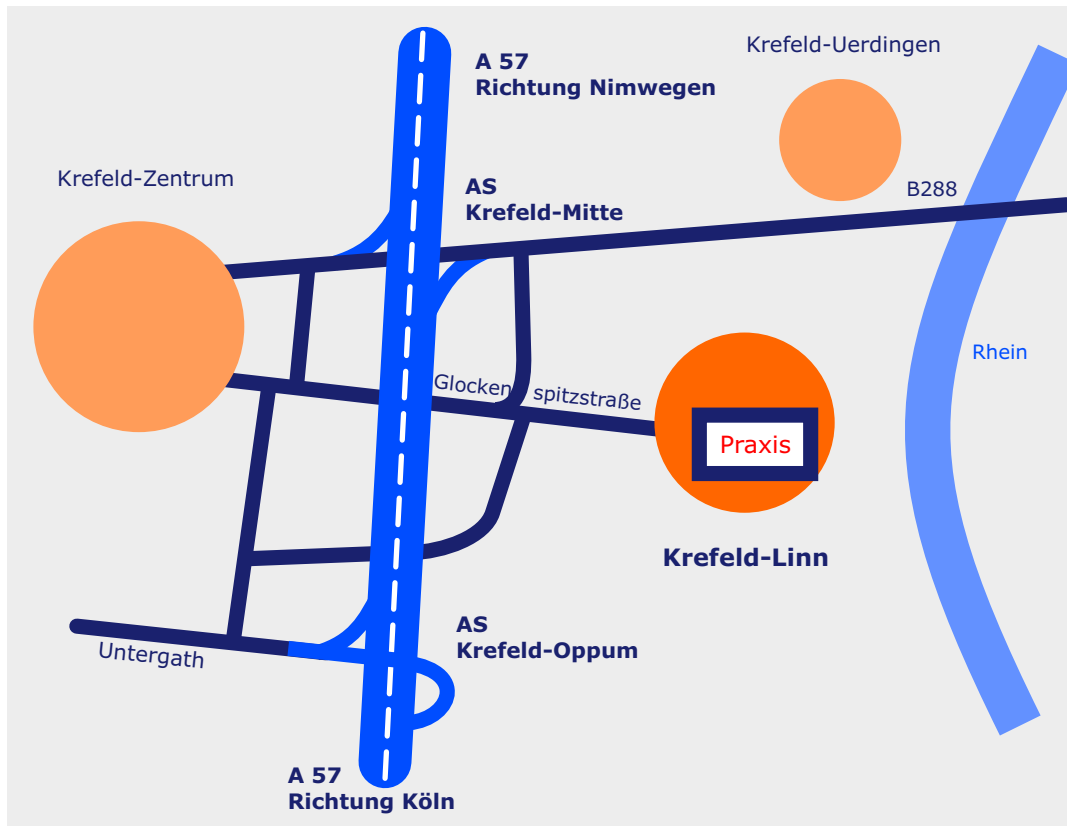 Krefeld-Uerdingen
A 57
Richtung Nimwegen
Krefeld-Zentrum
AS
Krefeld-Mitte
B288
Rhein
Glocken spitzstraße
Praxis
Krefeld-Linn
AS
Krefeld-Oppum
Untergath
A 57
Richtung Köln